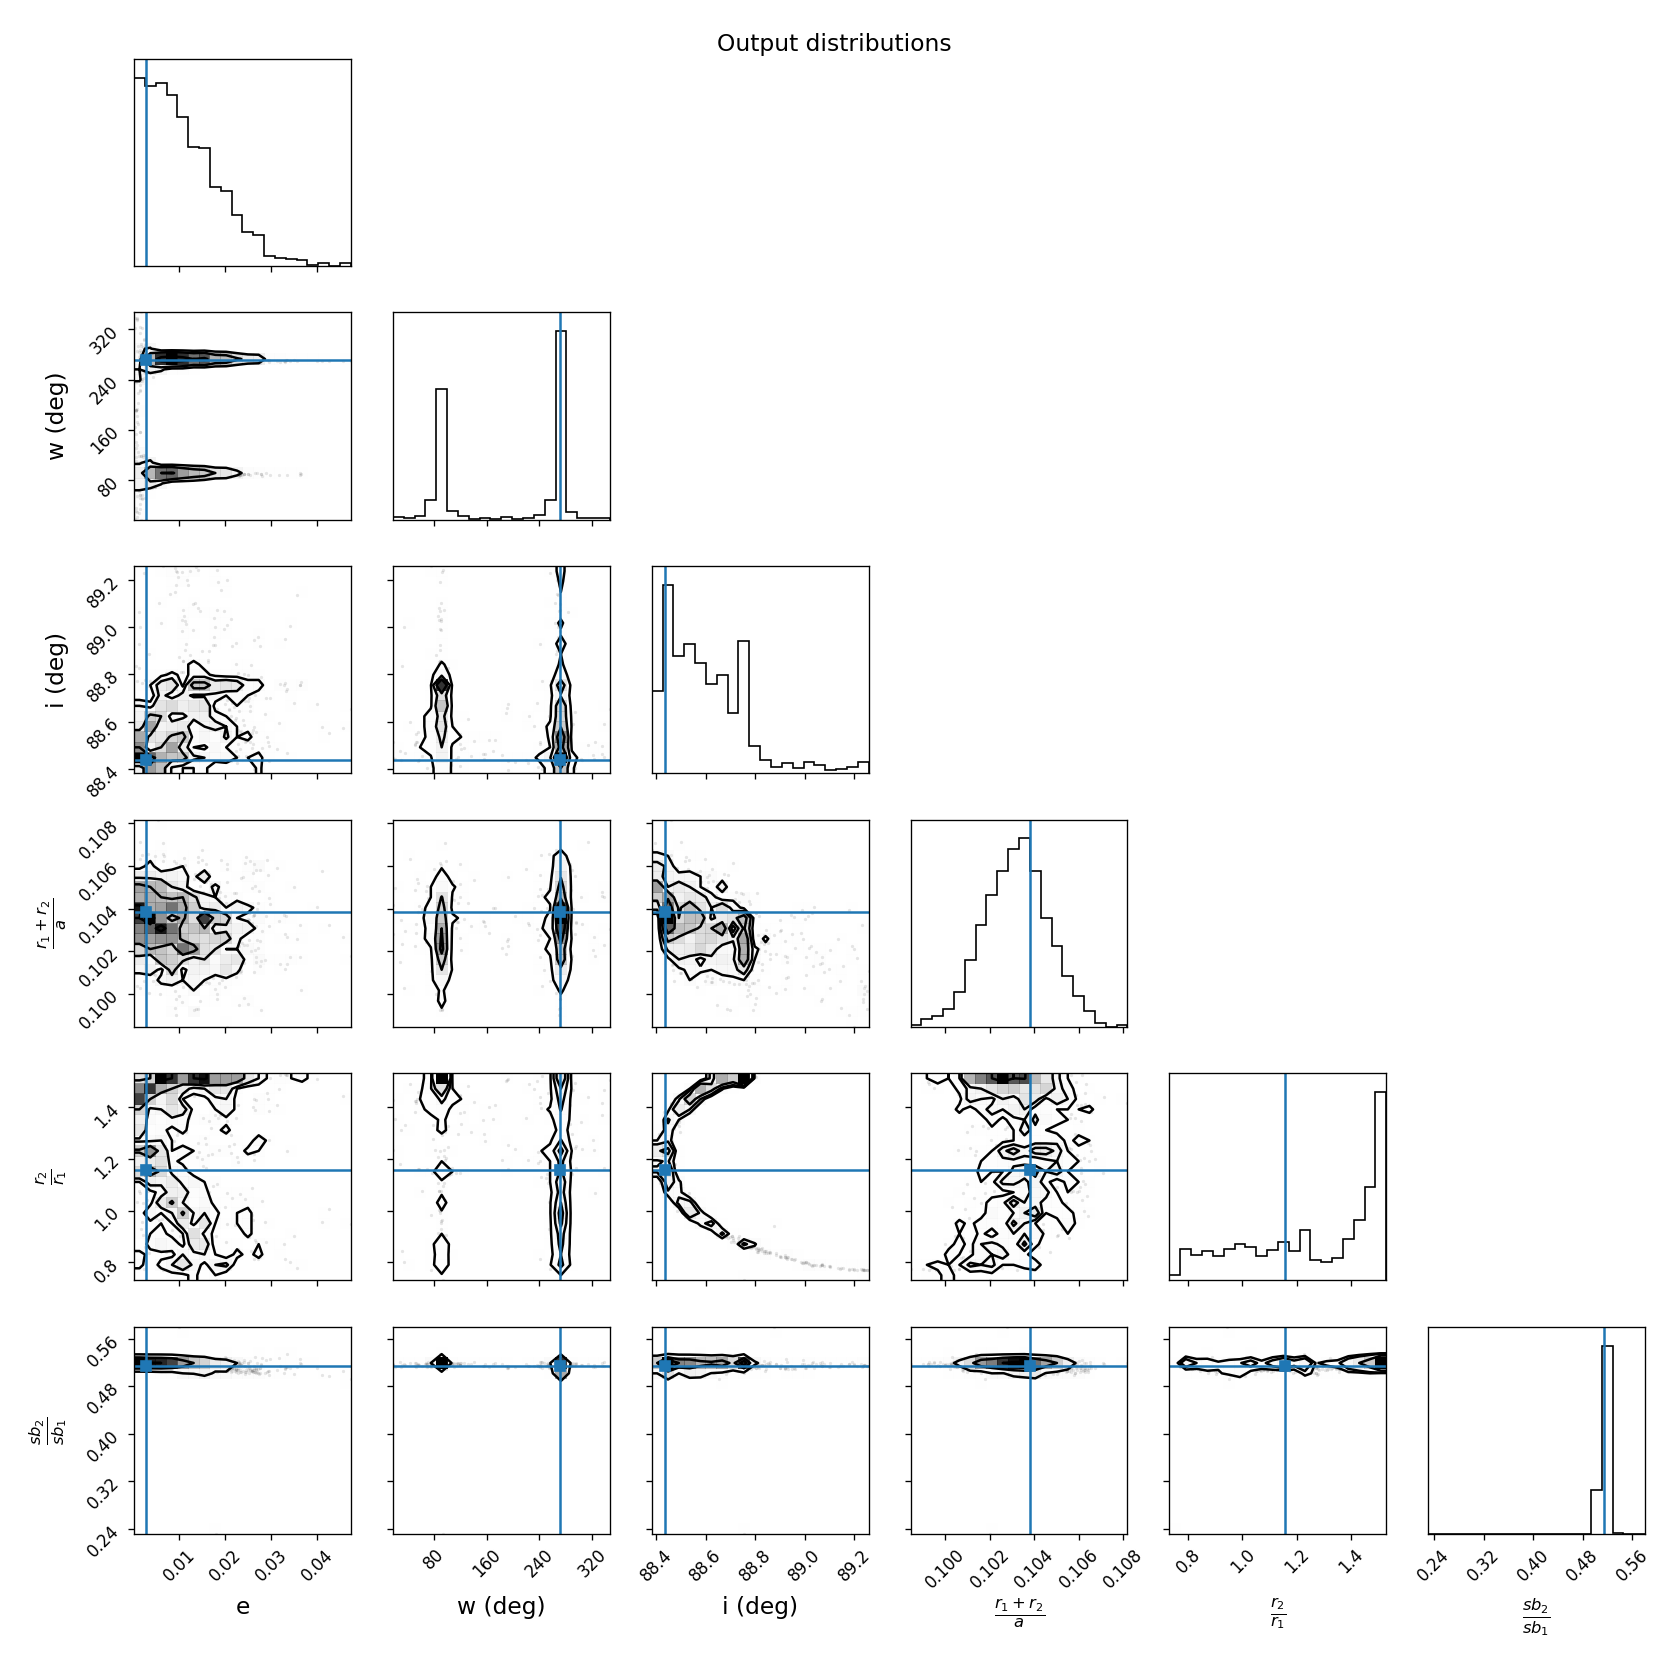 Output distributions
w (deg)
320
240
160
80
i (deg)
89.2
89.0
88.8
88.6
88.4
r₁ + r₂
a
0.108
0.106
0.104
0.102
0.100
r₂
r₁
1.4
1.2
1.0
0.8
sb₂
sb₁
0.56
0.48
0.40
0.32
0.24
0.01 0.02 0.03 0.04
80 160 240 320
88.4 88.6 88.8 89.0 89.2
0.100 0.102 0.104 0.106 0.108
0.8 1.0 1.2 1.4
0.24 0.32 0.40 0.48 0.56
e
w (deg)
i (deg)
r₁ + r₂
a
r₂
r₁
sb₂
sb₁